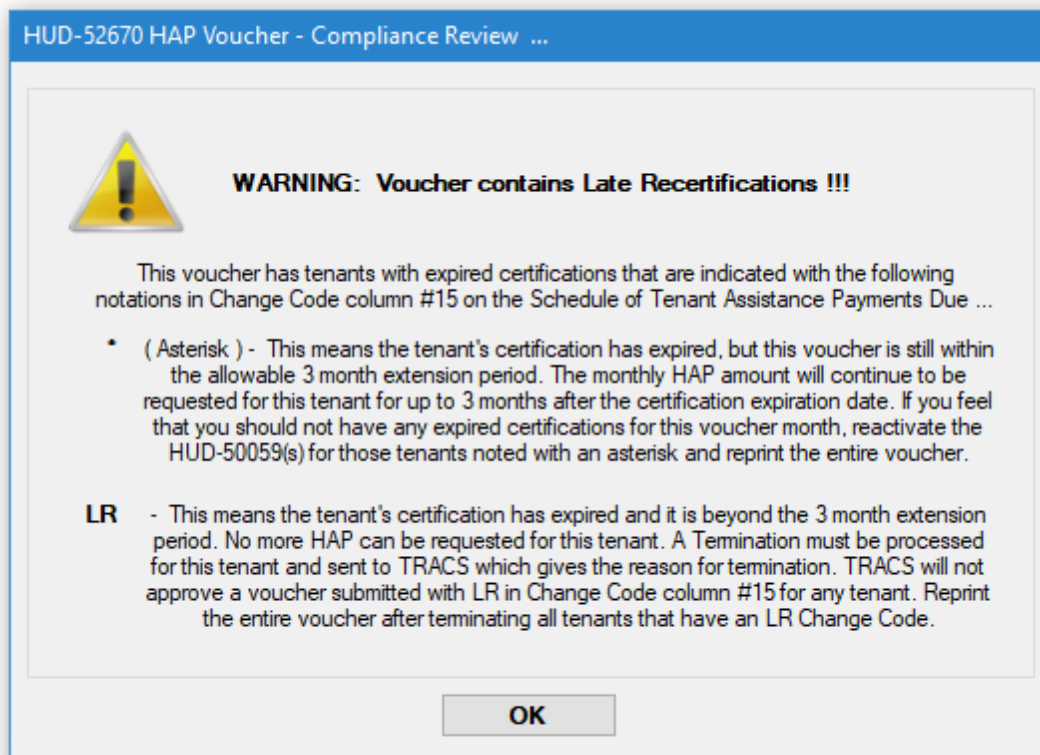 HUD-52670 HAP Voucher - Compliance Review ...
WARNING: Voucher contains Late Recertifications !!!
This voucher has tenants with expired certifications that are indicated with the following
notations in Change Code column #15 on the Schedule of Tenant Assistance Payments Due ...
* ( Asterisk ) - This means the tenant's certification has expired, but this voucher is still within
the allowable 3 month extension period. The monthly HAP amount will continue to be
requested for this tenant for up to 3 months after the certification expiration date. If you feel
that you should not have any expired certifications for this voucher month, reactivate the
HUD-50059(s) for those tenants noted with an asterisk and reprint the entire voucher.
LR - This means the tenant's certification has expired and it is beyond the 3 month extension
period. No more HAP can be requested for this tenant. A Termination must be processed
for this tenant and sent to TRACS which gives the reason for termination. TRACS will not
approve a voucher submitted with LR in Change Code column #15 for any tenant. Reprint
the entire voucher after terminating all tenants that have an LR Change Code.
OK